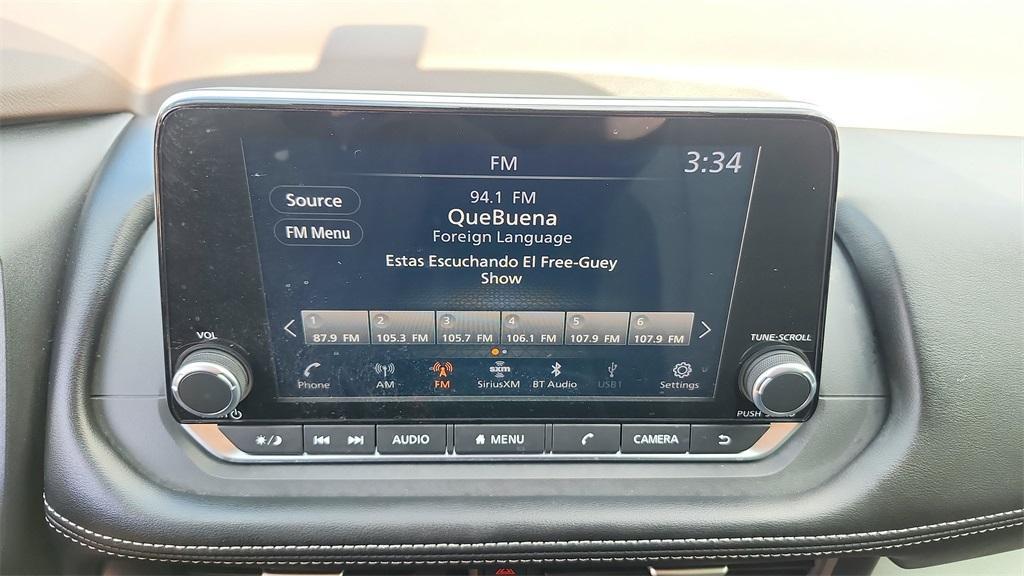 FM
3:34
Source
FM Menu
94.1 FM
QueBuena
Foreign Language
Estas Escuchando El Free-Guey
Show
1 2 3 4 5 6
87.9 FM 105.3 FM 105.7 FM 106.1 FM 107.9 FM 107.9 FM
VOL
TUNE·SCROLL
Phone AM FM SiriusXM BT Audio USB1 Settings
sxm
PUSH
AUDIO MENU CAMERA